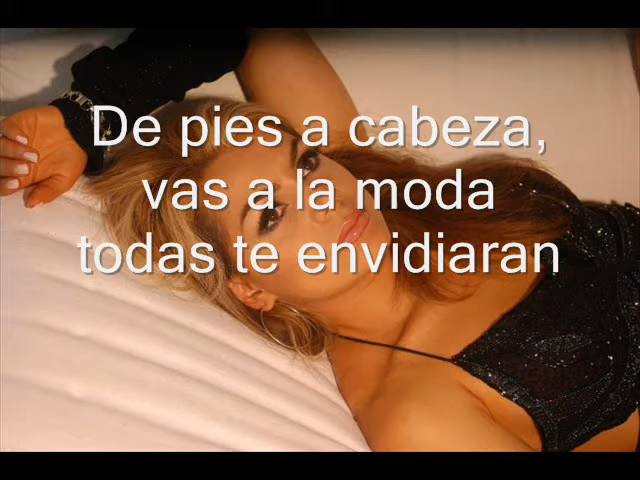 De pies a cabeza,
vas a la moda
todas te envidiaran